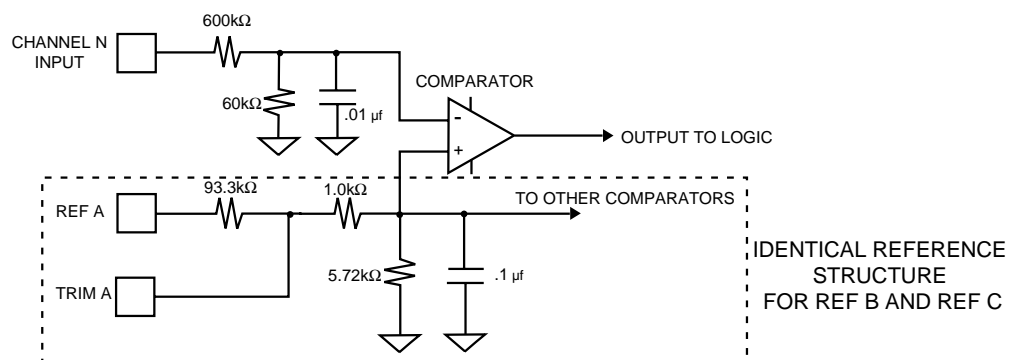 600kΩ
CHANNEL N
INPUT
COMPARATOR
60kΩ
.01 µf
-
+
OUTPUT TO LOGIC
93.3kΩ
1.0kΩ
TO OTHER COMPARATORS
REF A
5.72kΩ
.1 µf
TRIM A
IDENTICAL REFERENCE
STRUCTURE
FOR REF B AND REF C